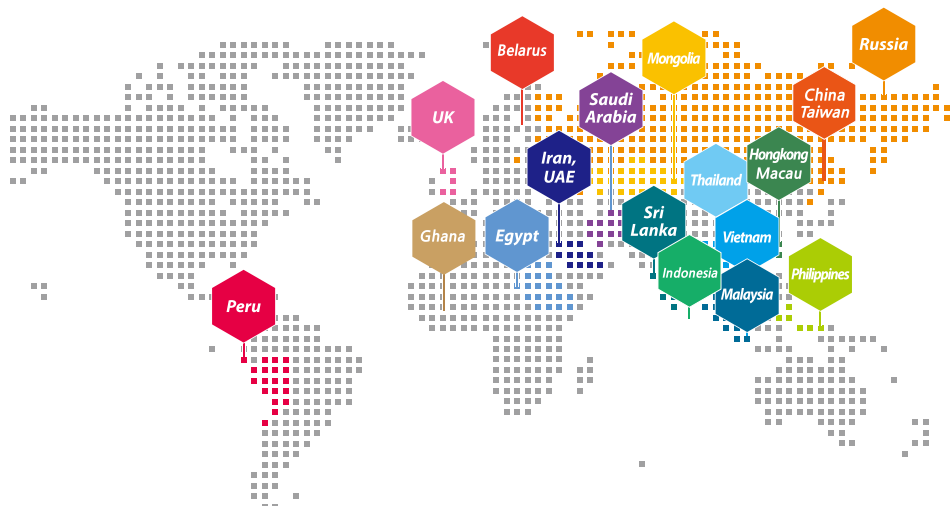 Belarus
Mongolia
Russia
UK
Saudi
Arabia
China
Taiwan
Iran,
UAE
Thailand
Hongkong
Macau
Ghana
Egypt
Sri
Lanka
Vietnam
Indonesia
Malaysia
Philippines
Peru